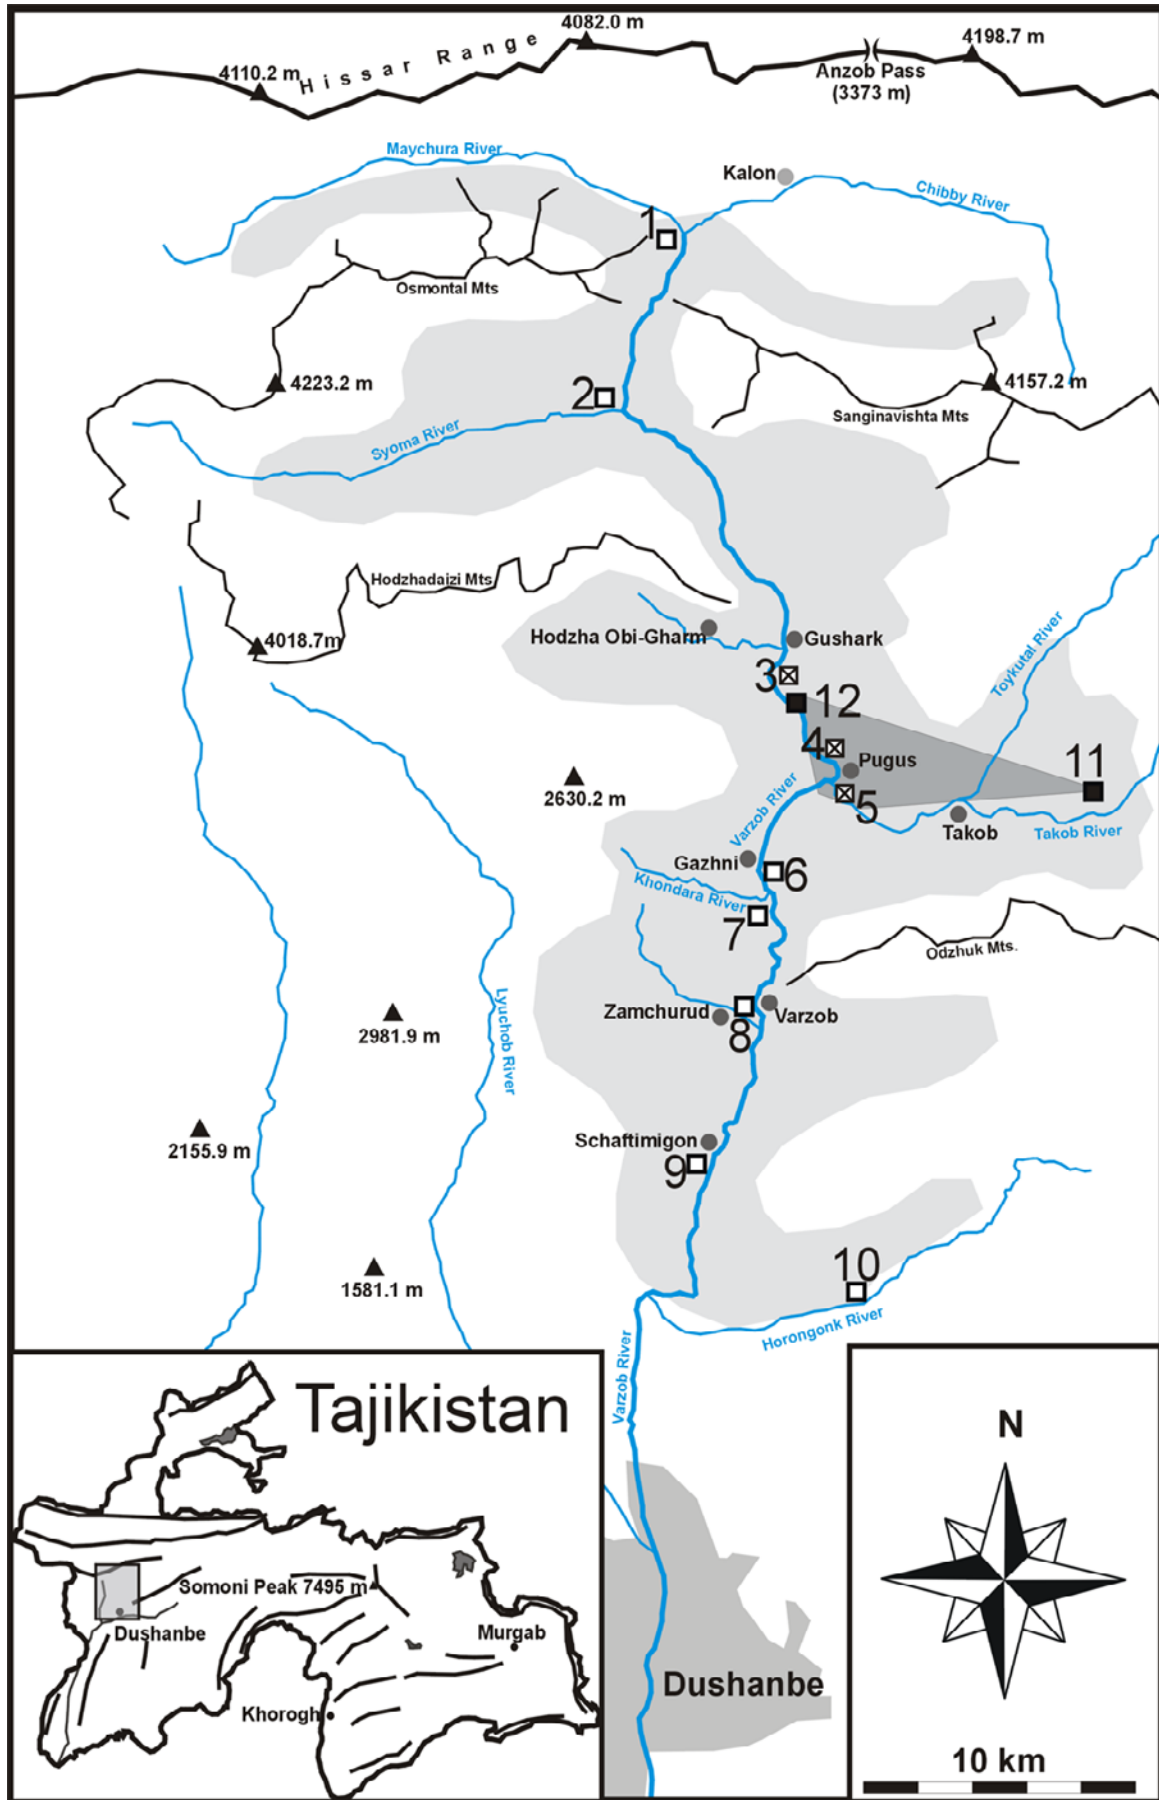 4082.0 m
4198.7 m
Hissar Range
4110.2 m
Anzob Pass
(3373 m)
Maychura River
Kalon
Chibby River
1
Osmontal Mts
4223.2 m
2
4157.2 m
Sanginavishta Mts
Syoma River
Hodzhadaizi Mts
Hodzha Obi-Gharm
Gushark
4018.7m
Toykutal River
3
12
4
Pugus
11
2630.2 m
5
Varzob River
Takob
Takob River
Gazhni
6
Khondara River
7
Odzhuk Mts.
Lyuchob River
Zamchurud
Varzob
8
2981.9 m
2155.9 m
Schaftimigon
9
10
1581.1 m
Horongonk River
Varzob River
Tajikistan
N
Somoni Peak 7495 m
Dushanbe
Murgab
Khorogh
Dushanbe
10 km